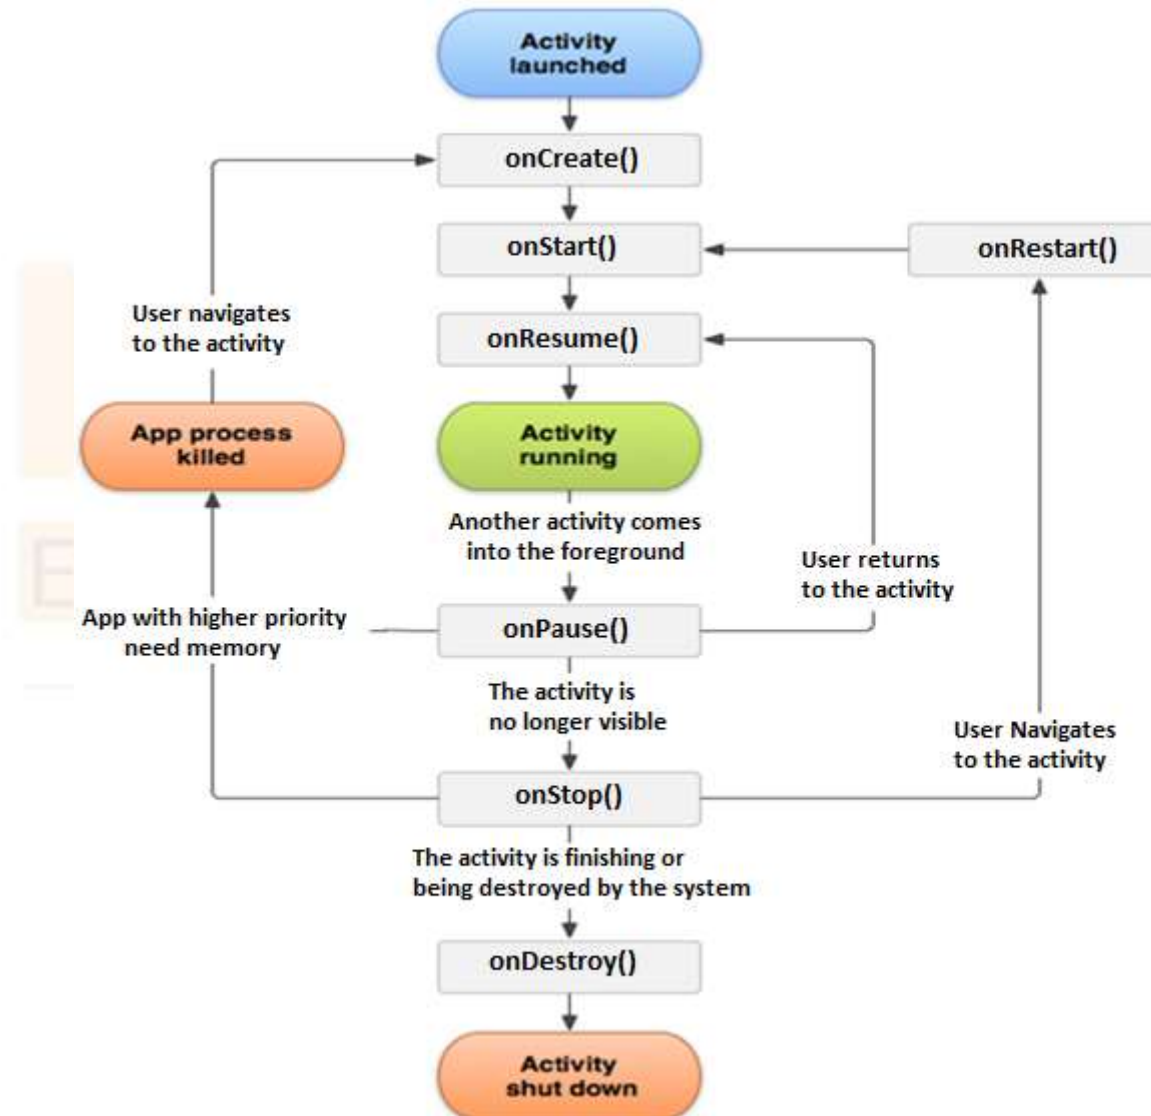 Activity
launched
onCreate()
onStart()
onRestart()
User navigates
to the activity
onResume()
App process
killed
Activity
running
Another activity comes
into the foreground
User returns
to the activity
App with higher priority
need memory
onPause()
The activity is
no longer visible
User Navigates
to the activity
onStop()
The activity is finishing or
being destroyed by the system
onDestroy()
Activity
shut down